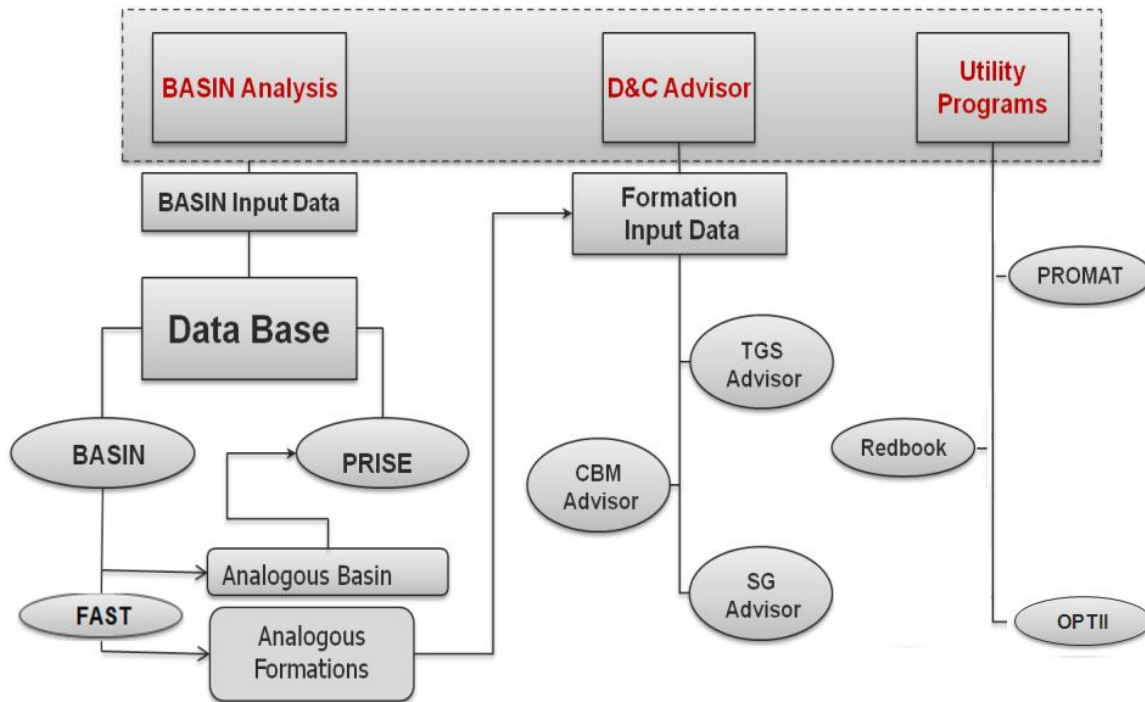 BASIN Analysis
D&C Advisor
Utility
Programs
BASIN Input Data
Formation
Input Data
Data Base
PROMAT
TGS
Advisor
BASIN
PRISE
Redbook
CBM
Advisor
Analogous Basin
SG
Advisor
FAST
Analogous
Formations
OPTII